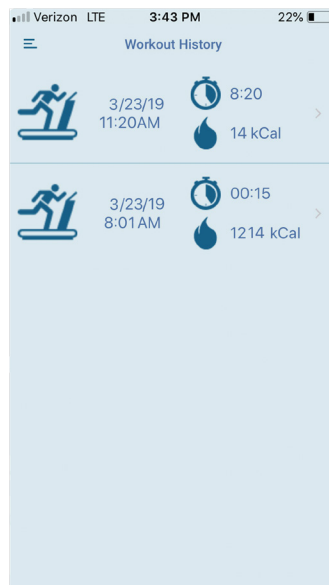 Verizon LTE 3:43 PM 22%
Workout History
3/23/19
11:20AM
8:20
14 kCal
3/23/19
8:01AM
00:15
1214 kCal